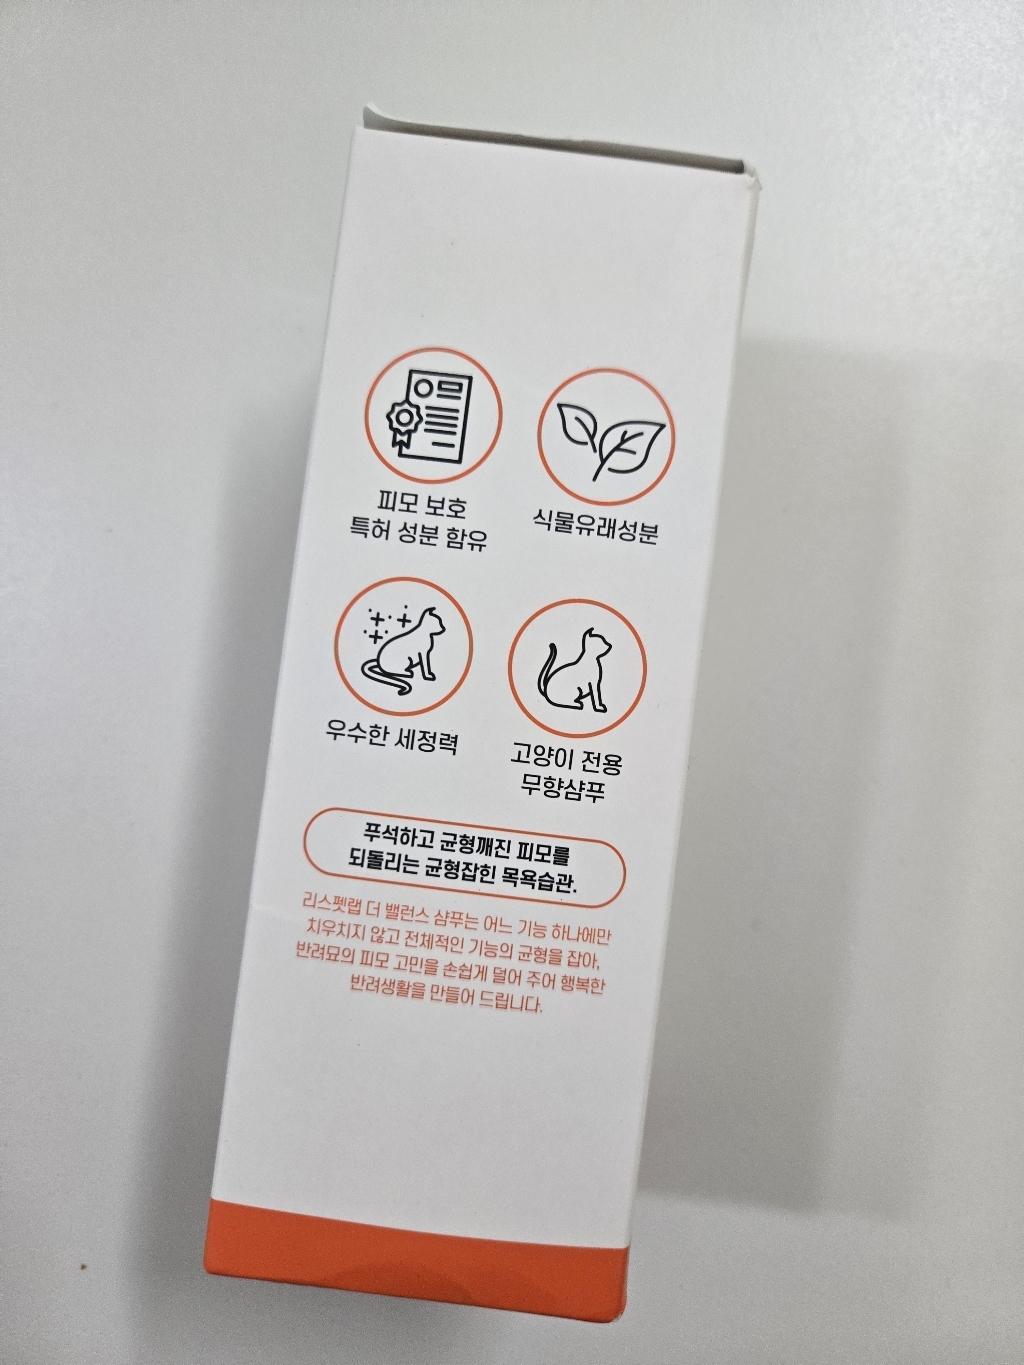 피모 보호
특허 성분 함유
식물유래성분
우수한 세정력
고양이 전용
무향샴푸
푸석하고 균형깨진 피모를
되돌리는 균형잡힌 목욕습관.
리스펫랩 더 밸런스 샴푸는 어느 기능 하나에만
치우치지 않고 전체적인 기능의 균형을 잡아,
반려묘의 피모 고민을 손쉽게 덜어 주어 행복한
반려생활을 만들어 드립니다.